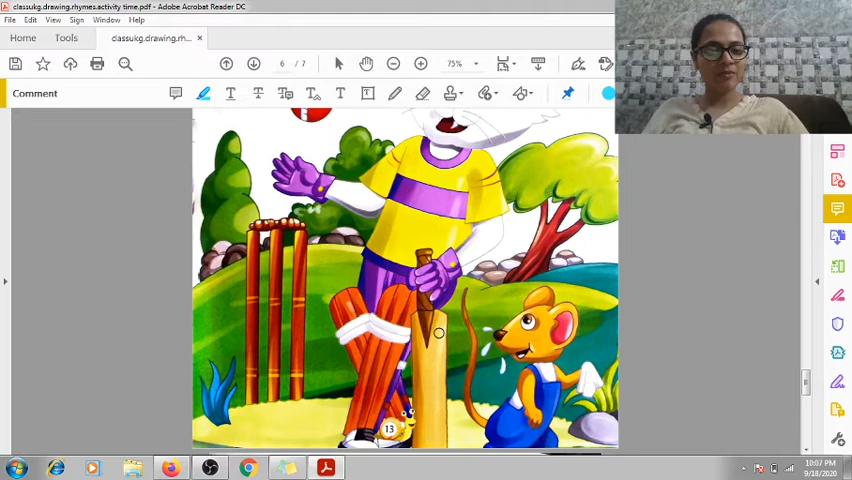 classukg.drawing.rhymes.activity time.pdf - Adobe Acrobat Reader DC
File Edit View Sign Window Help
Home Tools classukg.drawing.rh... ×
6 / 7 75%
Comment
13
10:07 PM
9/18/2020